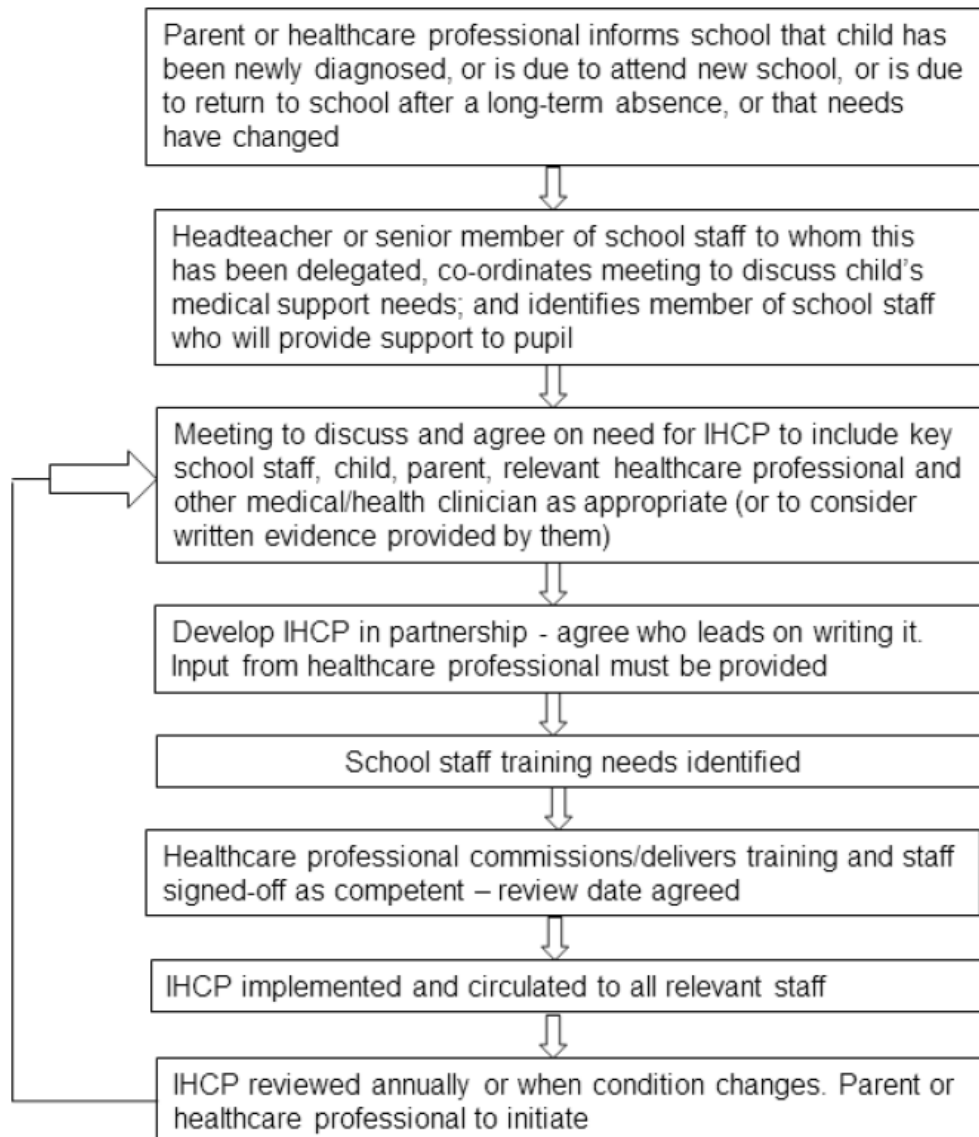 Parent or healthcare professional informs school that child has
been newly diagnosed, or is due to attend new school, or is due
to return to school after a long-term absence, or that needs
have changed
Headteacher or senior member of school staff to whom this
has been delegated, co-ordinates meeting to discuss child's
medical support needs; and identifies member of school staff
who will provide support to pupil
Meeting to discuss and agree on need for IHCP to include key
school staff, child, parent, relevant healthcare professional and
other medical/health clinician as appropriate (or to consider
written evidence provided by them)
Develop IHCP in partnership - agree who leads on writing it.
Input from healthcare professional must be provided
School staff training needs identified
Healthcare professional commissions/delivers training and staff
signed-off as competent – review date agreed
IHCP implemented and circulated to all relevant staff
IHCP reviewed annually or when condition changes. Parent or
healthcare professional to initiate